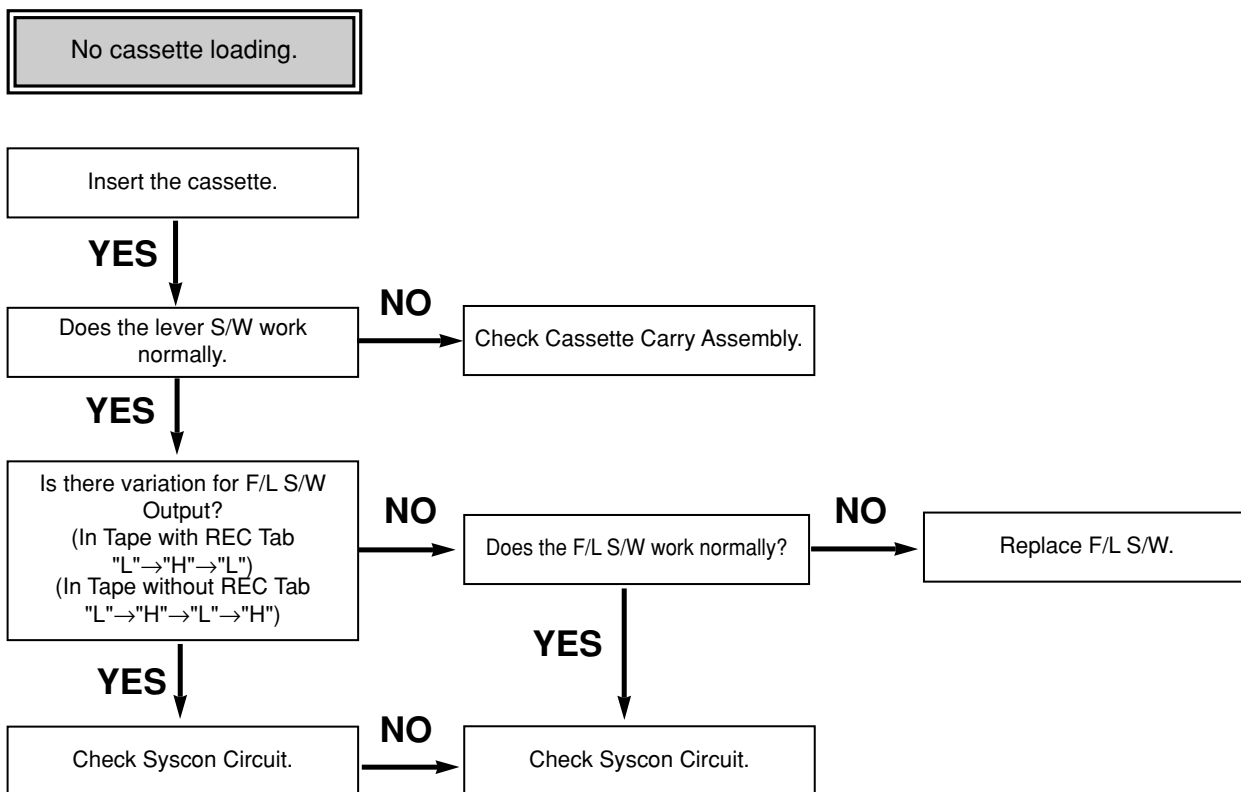 No cassette loading.
Insert the cassette.
YES
Does the lever S/W work
normally.
NO
Check Cassette Carry Assembly.
YES
Is there variation for F/L S/W
Output?
(In Tape with REC Tab
"L"→"H"→"L")
(In Tape without REC Tab
"L"→"H"→"L"→"H")
NO
Does the F/L S/W work normally?
NO
Replace F/L S/W.
YES
YES
Check Syscon Circuit.
NO
Check Syscon Circuit.